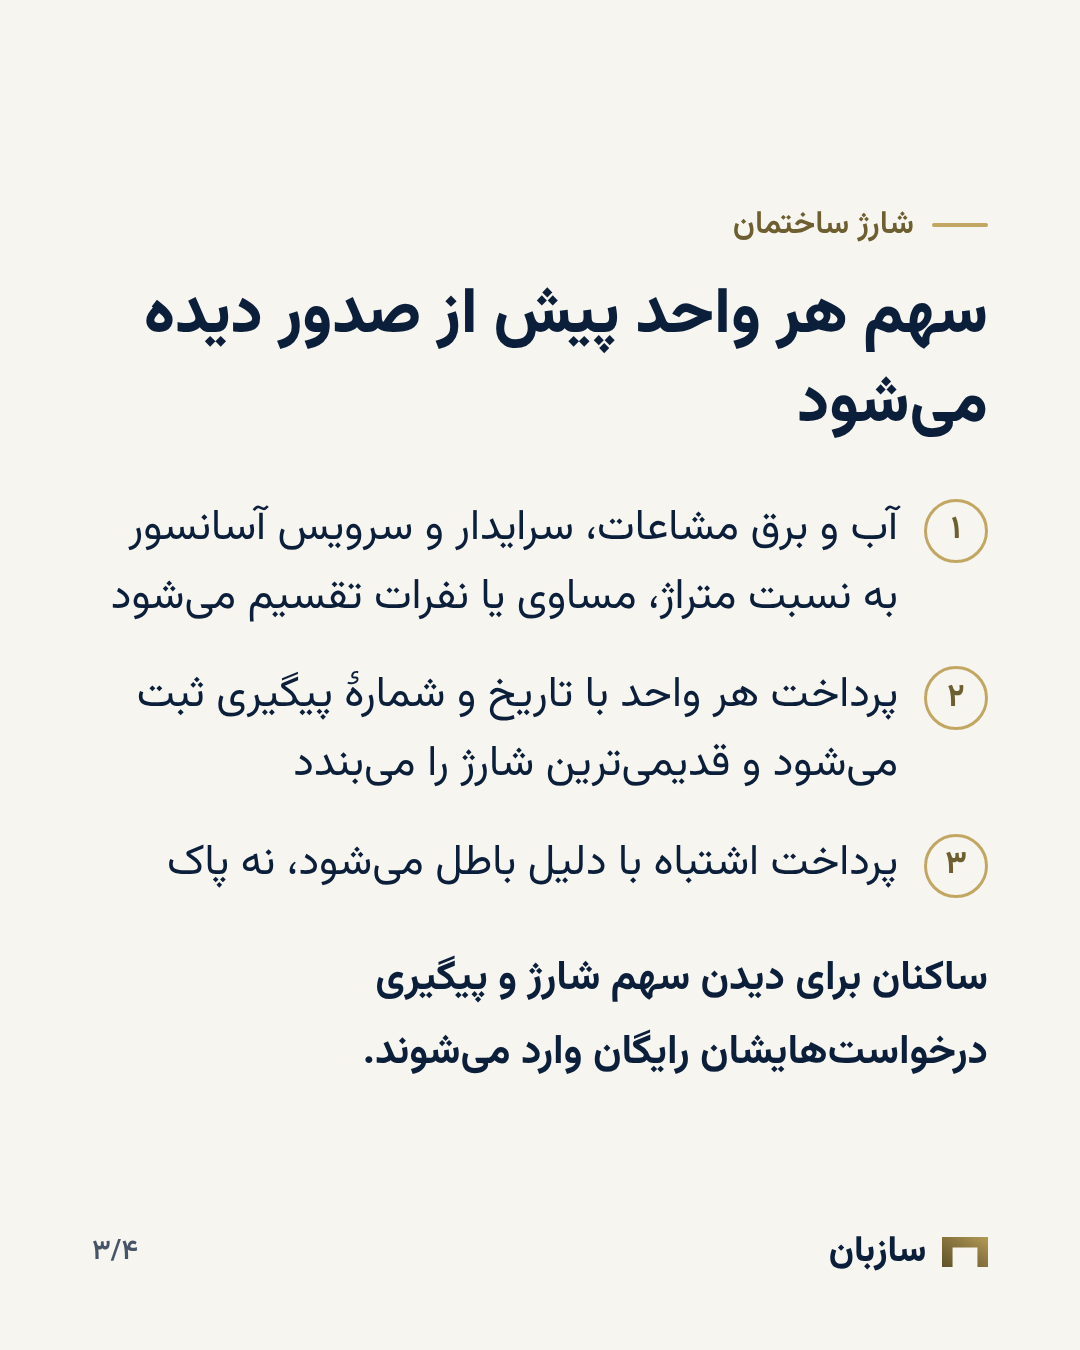 شارژ ساختمان
سهم هر واحد پیش از صدور دیده
می‌شود
۱
آب و برق مشاعات، سرایدار و سرویس آسانسور
به نسبت متراژ، مساوی یا نفرات تقسیم می‌شود
۲
پرداخت هر واحد با تاریخ و شمارهٔ پیگیری ثبت
می‌شود و قدیمی‌ترین شارژ را می‌بندد
۳
پرداخت اشتباه با دلیل باطل می‌شود، نه پاک
ساکنان برای دیدن سهم شارژ و پیگیری
درخواست‌هایشان رایگان وارد می‌شوند.
سازبان
۳/۴